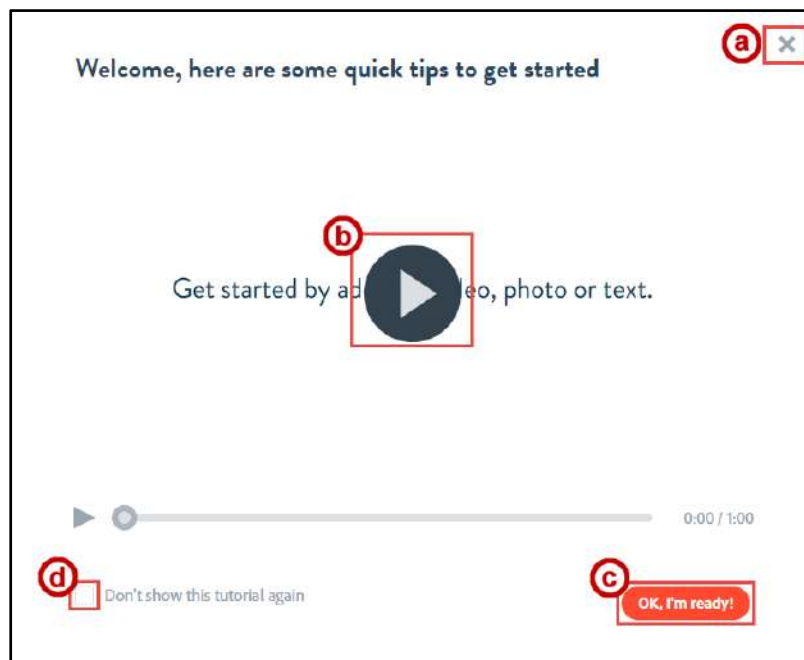 a
Welcome, here are some quick tips to get started
b
Get started by ad eo, photo or text.
0:00 / 1:00
d
Don't show this tutorial again
c
OK, I'm ready!